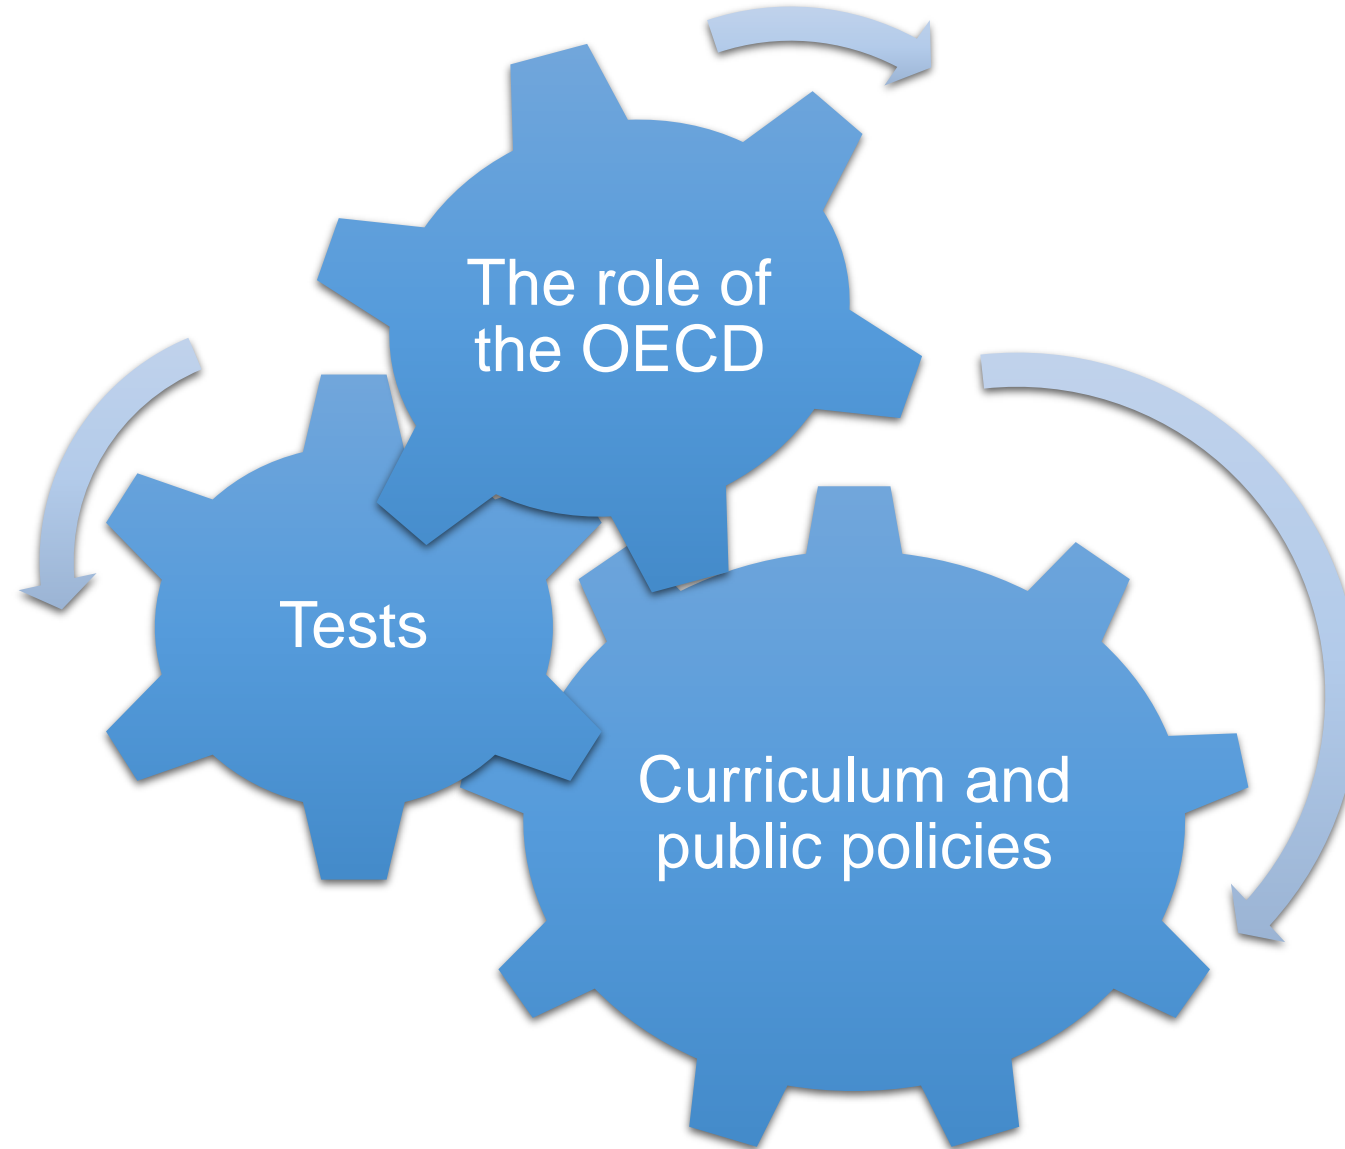 The role of
the OECD
Tests
Curriculum and
public policies